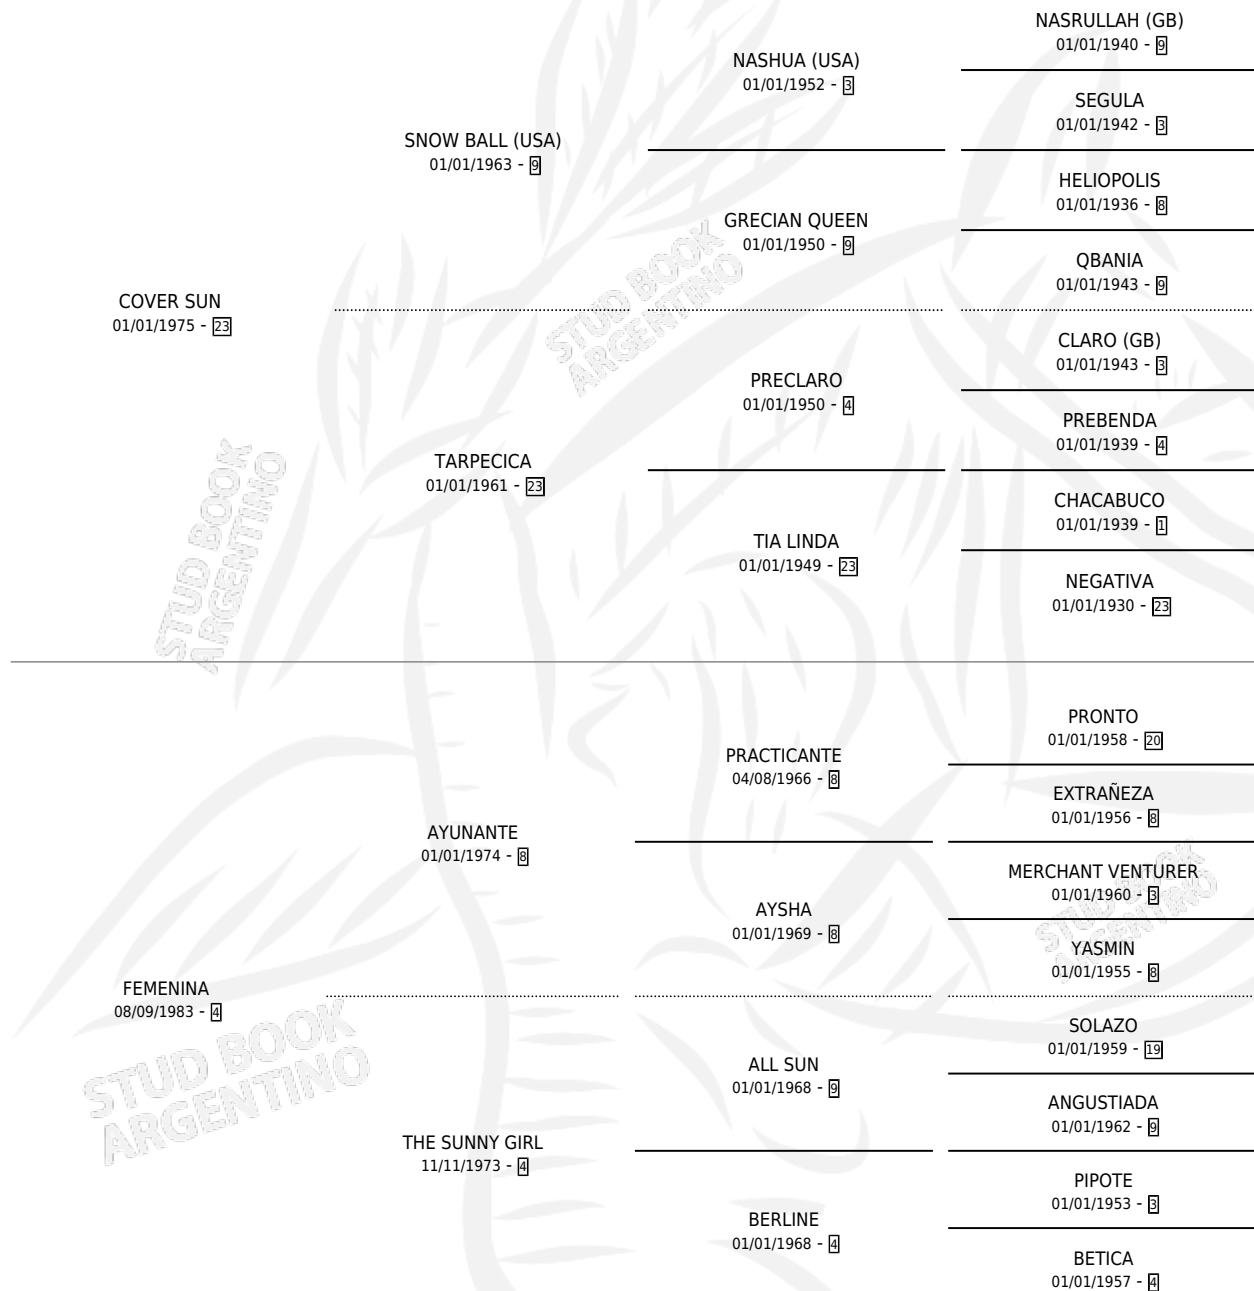 NASRULLAH (GB)
01/01/1940 - 9
NASHUA (USA)
01/01/1952 - 3
SEGULA
01/01/1942 - 3
SNOW BALL (USA)
01/01/1963 - 9
HELIOPOLIS
01/01/1936 - 8
GRECIAN QUEEN
01/01/1950 - 9
QBANIA
01/01/1943 - 9
COVER SUN
01/01/1975 - 23
CLARO (GB)
01/01/1943 - 3
PRECLARO
01/01/1950 - 4
PREBENDA
01/01/1939 - 4
TARPECICA
01/01/1961 - 23
CHACABUCO
01/01/1939 - 1
TIA LINDA
01/01/1949 - 23
NEGATIVA
01/01/1930 - 23
PRONTO
01/01/1958 - 20
PRACTICANTE
04/08/1966 - 8
EXTRAÑEZA
01/01/1956 - 8
AYUNANTE
01/01/1974 - 8
MERCHANT VENTURER
01/01/1960 - 3
AYSHA
01/01/1969 - 8
YASMIN
01/01/1955 - 8
FEMENINA
08/09/1983 - 4
SOLAZO
01/01/1959 - 19
ALL SUN
01/01/1968 - 9
ANGUSTIADA
01/01/1962 - 9
THE SUNNY GIRL
11/11/1973 - 4
PIPOTE
01/01/1953 - 3
BERLINE
01/01/1968 - 4
BETICA
01/01/1957 - 4
STUD BOOK
ARGENTINO
STUD BOOK
ARGENTINO
STUD BOOK
ARGENTINO
STUD BOOK
ARGENTINO